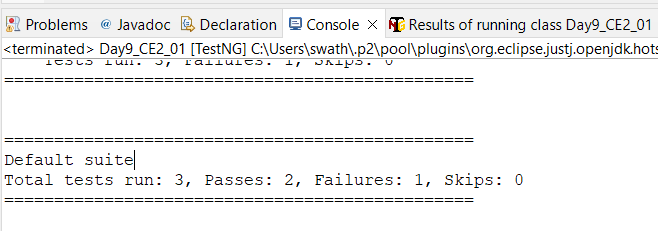 Problems @ Javadoc Declaration Console Results of running class Day9_CE2_01
<terminated> Day9_CE2_01 [TestNG] C:\Users\swath\.p2\pool\plugins\org.eclipse.justj.openjdk.hots
Tests run: 3, Failures: 1, Skips: 0
===============================================
===============================================
Default suite
Total tests run: 3, Passes: 2, Failures: 1, Skips: 0
===============================================